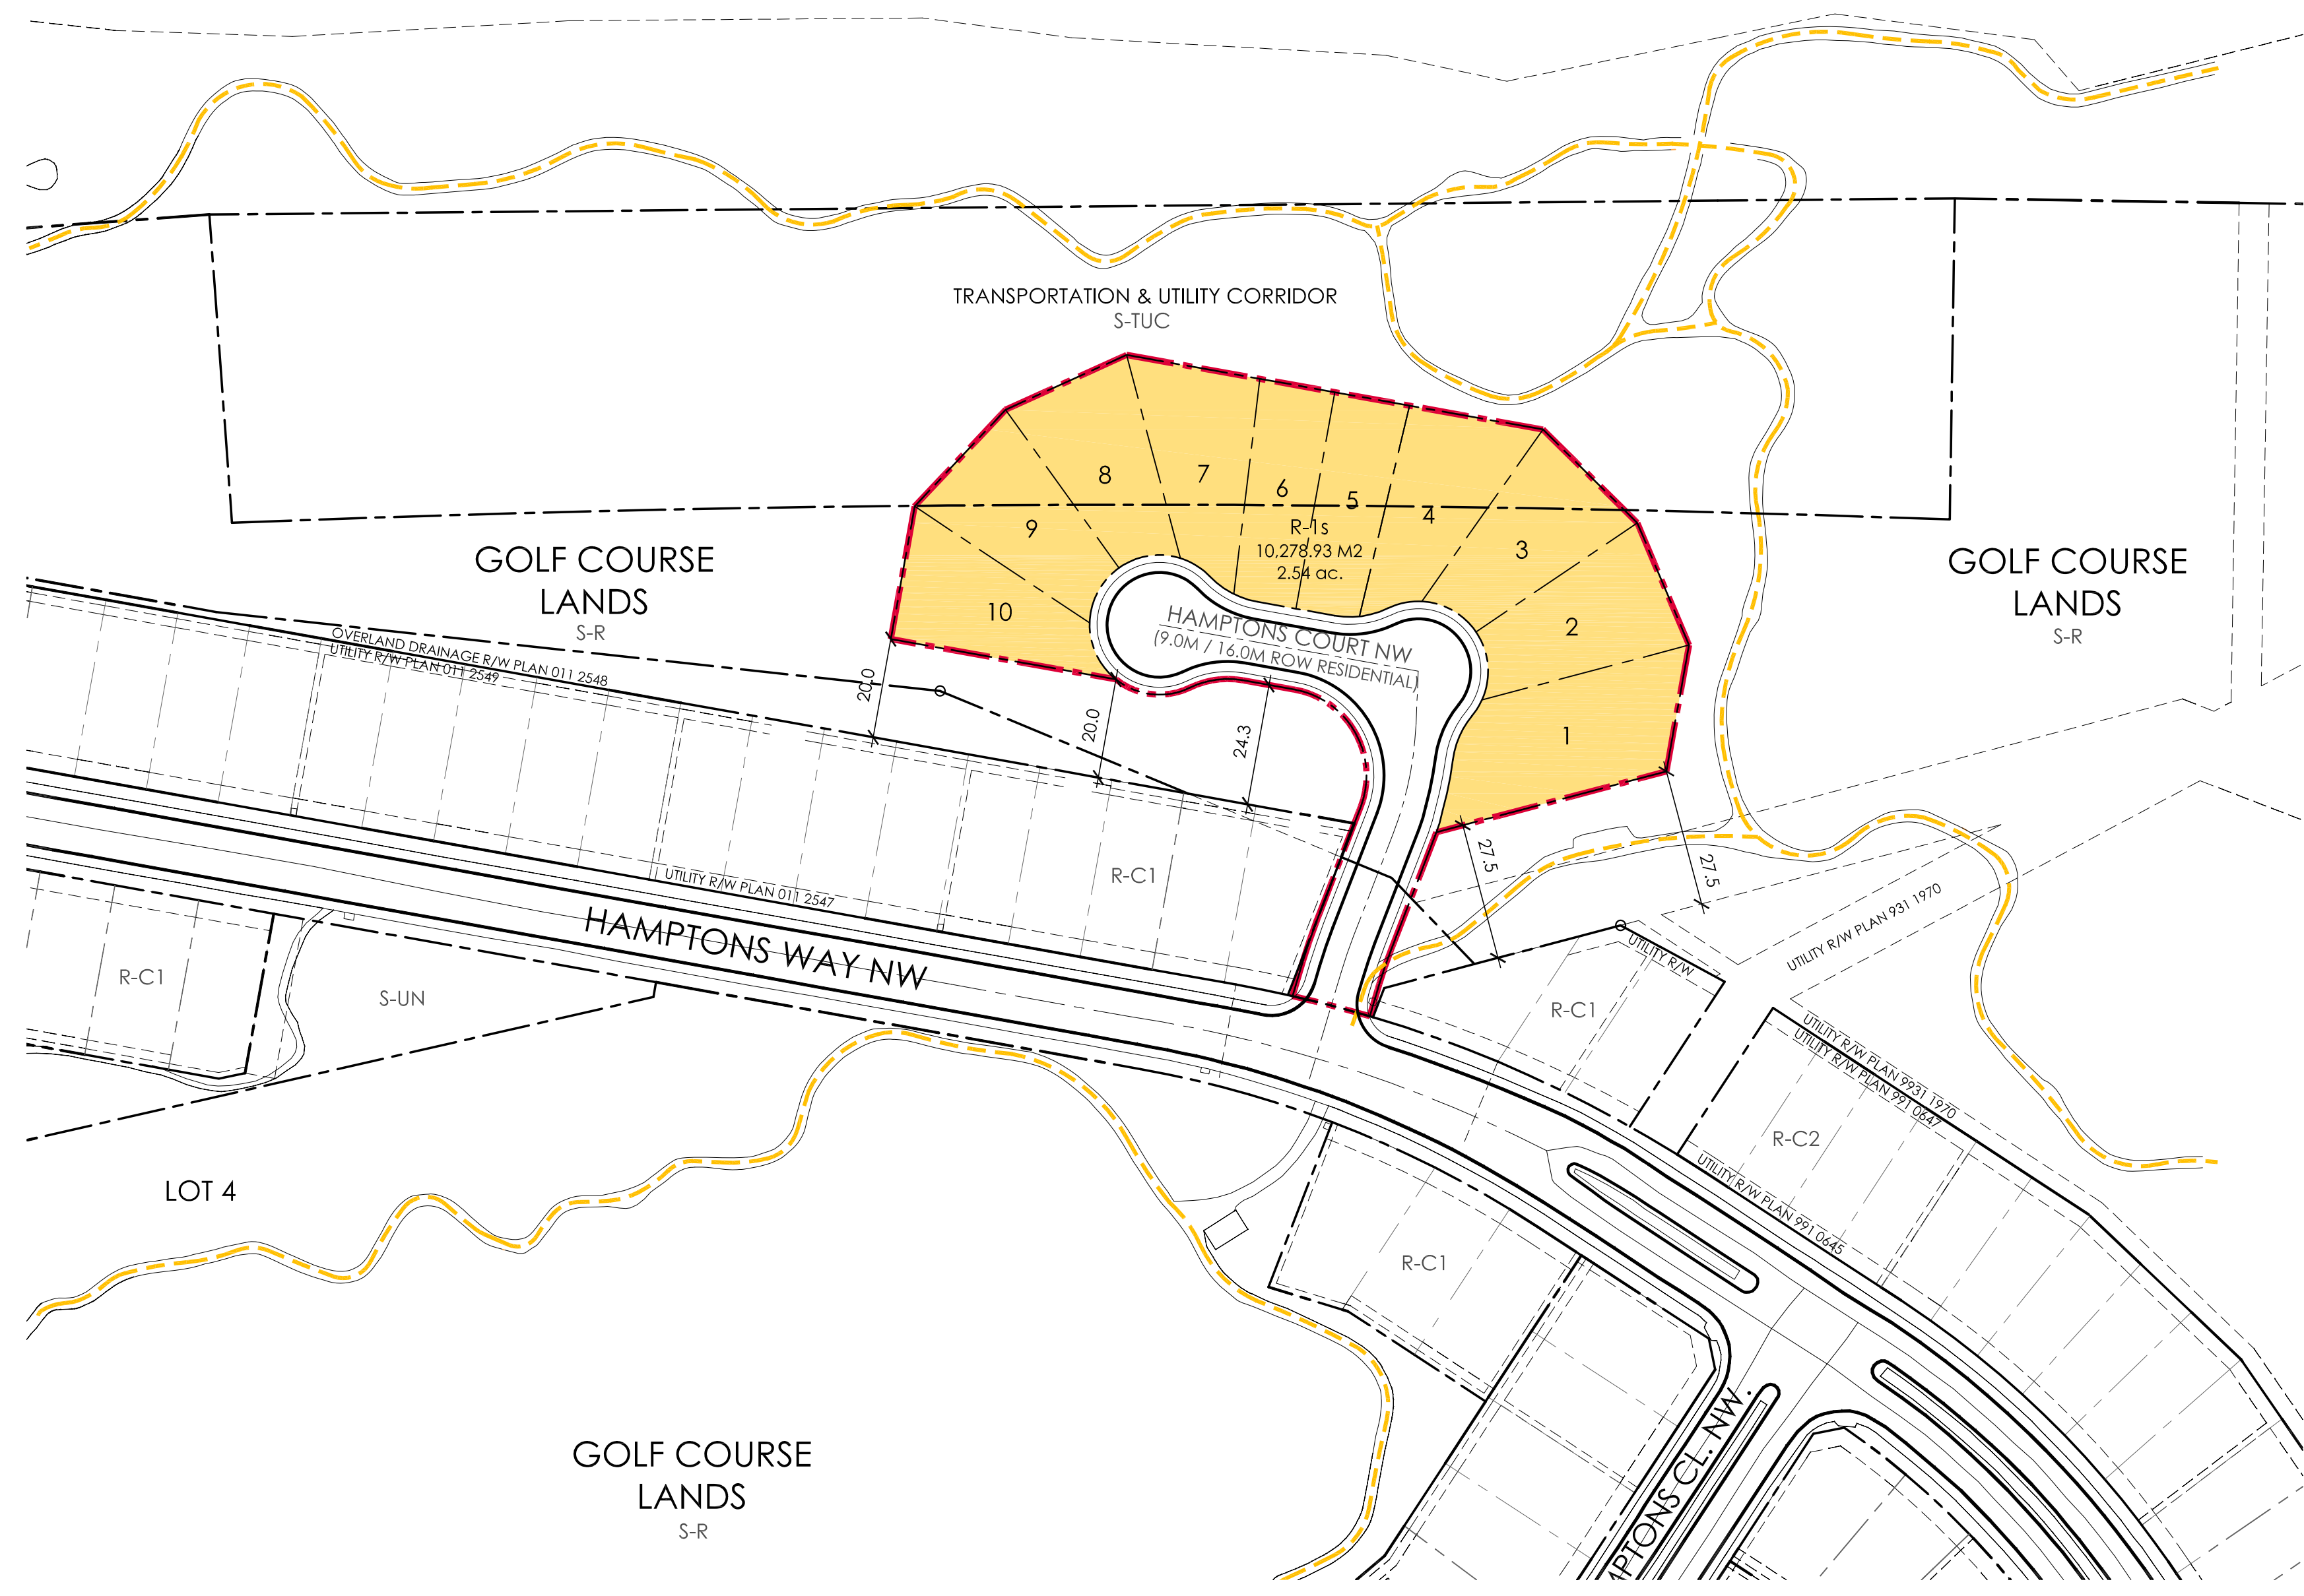 TRANSPORTATION & UTILITY CORRIDOR
S-TUC
8
7
6
5
4
9
R-1s
10,278.93 M2
2.54 ac.
3
GOLF COURSE
LANDS
S-R
GOLF COURSE
LANDS
S-R
10
2
HAMPTONS COURT NW
(9.0M / 16.0M ROW RESIDENTIAL)
OVERLAND DRAINAGE R/W PLAN 011 2548
UTILITY R/W PLAN 011 2549
20.0
20.0
24.3
1
27.5
27.5
R-C1
UTILITY R/W PLAN 011 2547
HAMPTONS WAY NW
R-C1
S-UN
UTILITY R/W
UTILITY R/W PLAN 931 1970
R-C1
UTILITY R/W PLAN 9931 1970
UTILITY R/W PLAN 991 0647
R-C2
UTILITY R/W PLAN 991 0645
LOT 4
R-C1
GOLF COURSE
LANDS
S-R
MPTONS CL. NW.